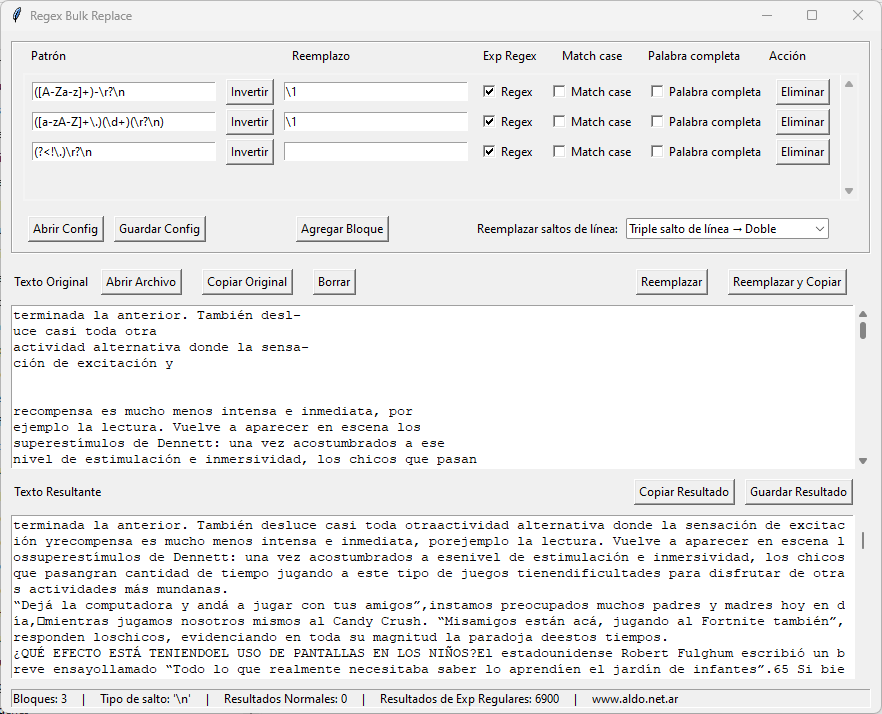 Regex Bulk Replace
Patrón Reemplazo Exp Regex Match case Palabra completa Acción
([A-Za-z]+)-\r?\n Invertir \1 Regex Match case Palabra completa Eliminar
([a-zA-Z]+\.)(\d+)(\r?\n) Invertir \1 Regex Match case Palabra completa Eliminar
(?<!\.)\r?\n Invertir Regex Match case Palabra completa Eliminar
Abrir Config Guardar Config Agregar Bloque Reemplazar saltos de línea: Triple salto de línea → Doble
Texto Original Abrir Archivo Copiar Original Borrar Reemplazar Reemplazar y Copiar
terminada la anterior. También desl-
uce casi toda otra
actividad alternativa donde la sensa-
ción de excitación y
recompensa es mucho menos intensa e inmediata, por
ejemplo la lectura. Vuelve a aparecer en escena los
superestímulos de Dennett: una vez acostumbrados a ese
nivel de estimulación e inmersividad, los chicos que pasan
Texto Resultante Copiar Resultado Guardar Resultado
terminada la anterior. También desluce casi toda otraactividad alternativa donde la sensación de excitac
ión yrecompensa es mucho menos intensa e inmediata, porejemplo la lectura. Vuelve a aparecer en escena l
ossuperestímulos de Dennett: una vez acostumbrados a esenivel de estimulación e inmersividad, los chicos
que pasangran cantidad de tiempo jugando a este tipo de juegos tienendificultades para disfrutar de otra
s actividades más mundanas.
“Dejá la computadora y andá a jugar con tus amigos”,instamos preocupados muchos padres y madres hoy en d
ía,□mientras jugamos nosotros mismos al Candy Crush. “Misamigos están acá, jugando al Fortnite también”,
responden loschicos, evidenciando en toda su magnitud la paradoja deestos tiempos.
¿QUÉ EFECTO ESTÁ TENIENDOEL USO DE PANTALLAS EN LOS NIÑOS?El estadounidense Robert Fulghum escribió un b
reve ensayollamado “Todo lo que realmente necesitaba saber lo aprendíen el jardín de infantes”.65 Si bie
Bloques: 3 | Tipo de salto: '\n' | Resultados Normales: 0 | Resultados de Exp Regulares: 6900 | www.aldo.net.ar